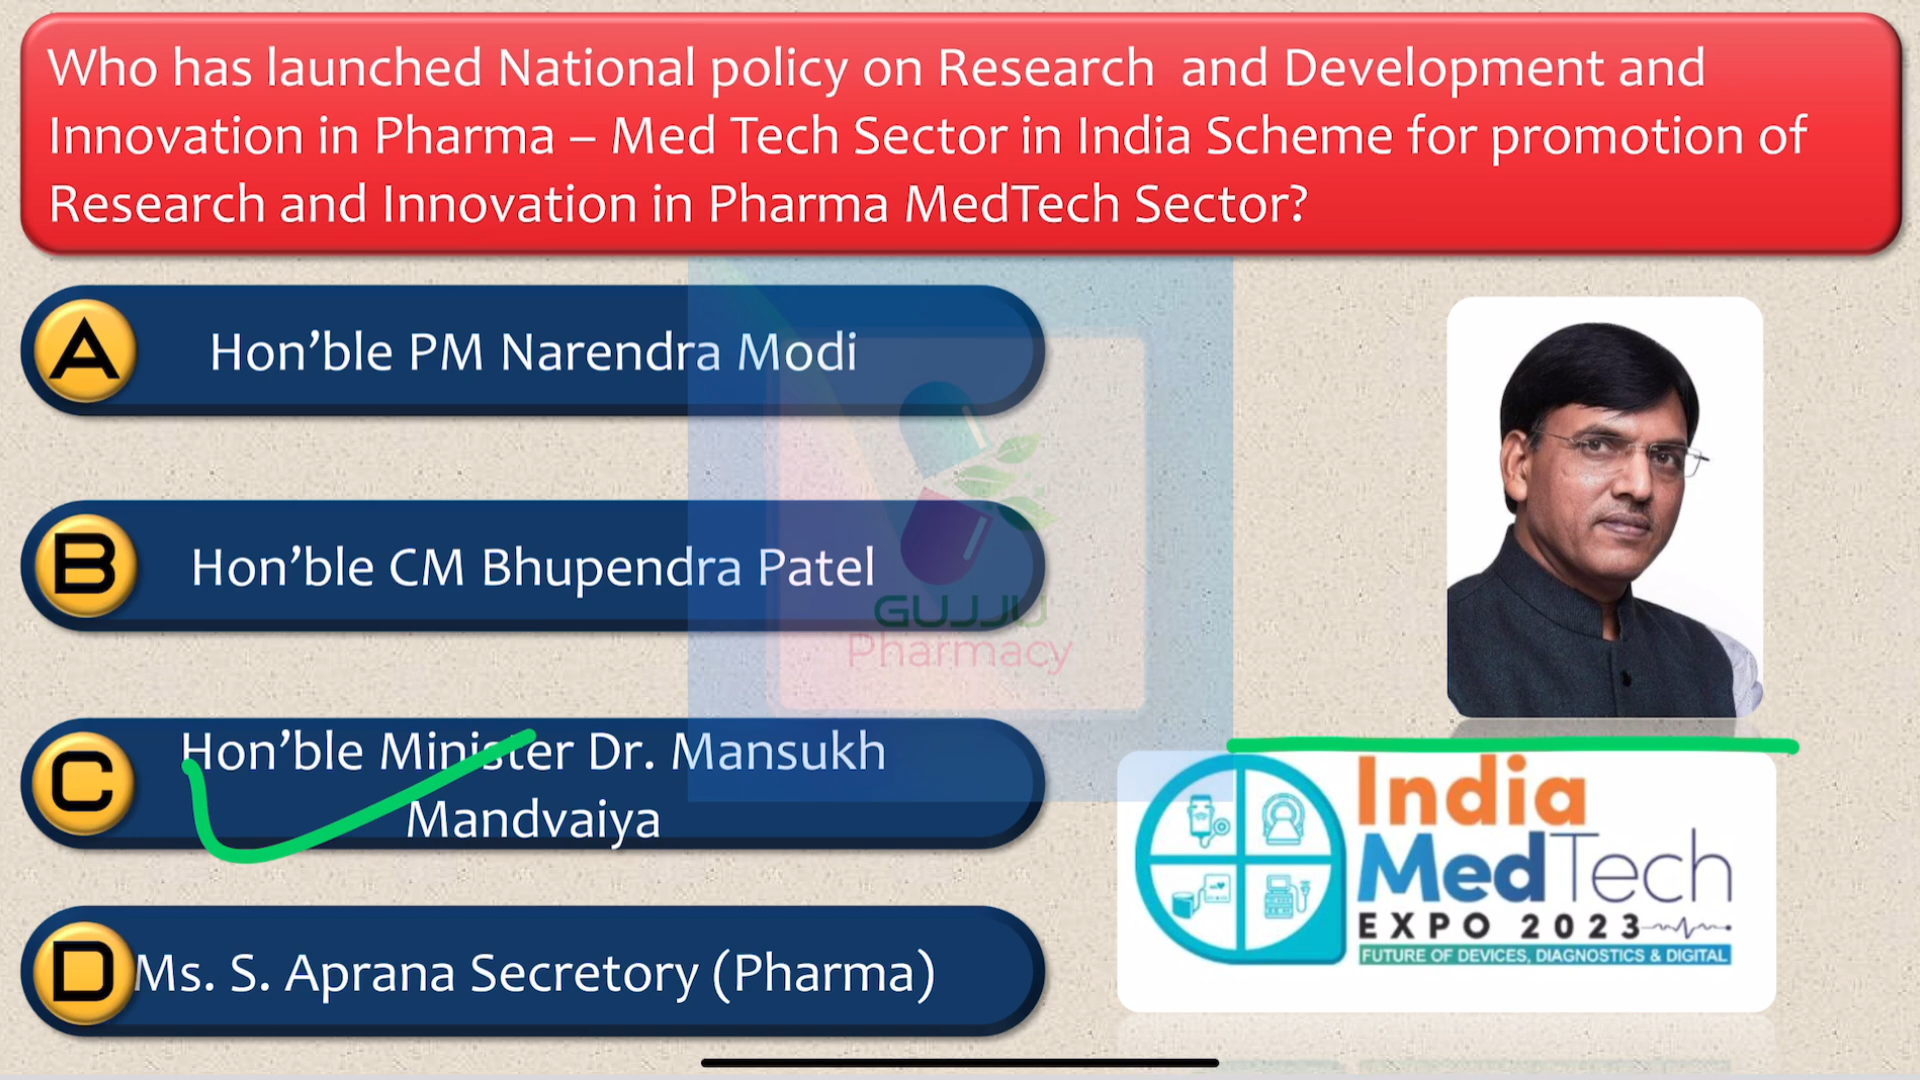 Who has launched National policy on Research and Development and
Innovation in Pharma – Med Tech Sector in India Scheme for promotion of
Research and Innovation in Pharma MedTech Sector?
A Hon’ble PM Narendra Modi
B Hon’ble CM Bhupendra Patel
GUJJU
Pharmacy
C Hon’ble Minister Dr. Mansukh
Mandvaiya
D Ms. S. Aprana Secretory (Pharma)
India
MedTech
EXPO 2023
FUTURE OF DEVICES, DIAGNOSTICS & DIGITAL